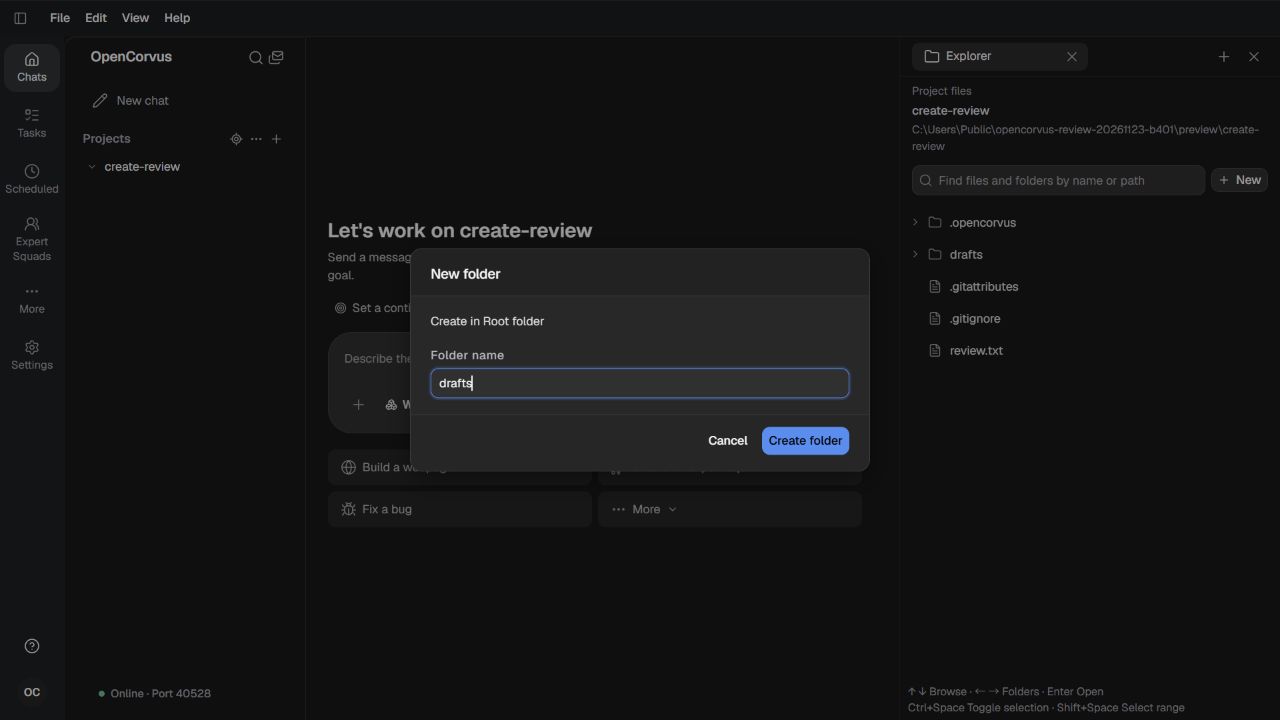 File Edit View Help
Chats
Tasks
Scheduled
Expert
Squads
More
Settings
OC
OpenCorvus
New chat
Projects
create-review
Online · Port 40528
Let's work on create-review
Send a messag
goal.
Set a conti
Describe the
W
Build a we
Fix a bug
More
New folder
Create in Root folder
Folder name
drafts
Cancel
Create folder
Explorer
Project files
create-review
C:\Users\Public\opencorvus-review-20261123-b401\preview\create-
review
Find files and folders by name or path
New
.opencorvus
drafts
.gitattributes
.gitignore
review.txt
↑↓ Browse · ← → Folders · Enter Open
Ctrl+Space Toggle selection · Shift+Space Select range